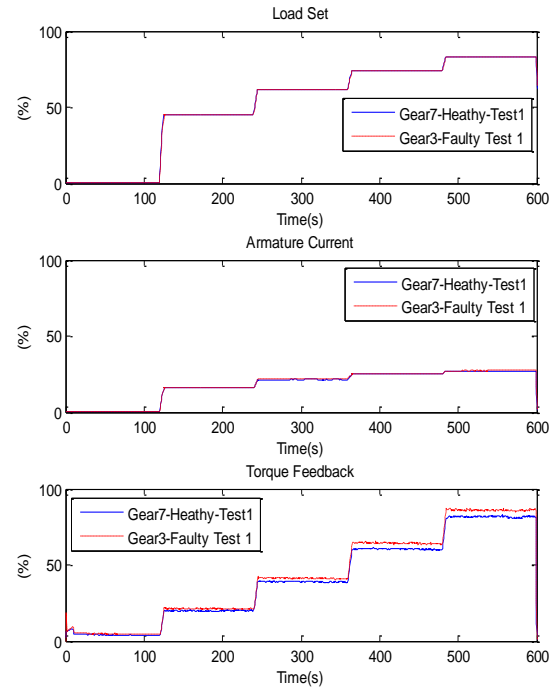 Load Set
100
50
0
(%)
Gear7-Heathy-Test1
Gear3-Faulty Test 1
0 100 200 300 400 500 600
Time(s)
Armature Current
100
50
0
(%)
Gear7-Heathy-Test1
Gear3-Faulty Test 1
0 100 200 300 400 500 600
Time(s)
Torque Feedback
100
50
0
(%)
Gear7-Heathy-Test1
Gear3-Faulty Test 1
0 100 200 300 400 500 600
Time(s)